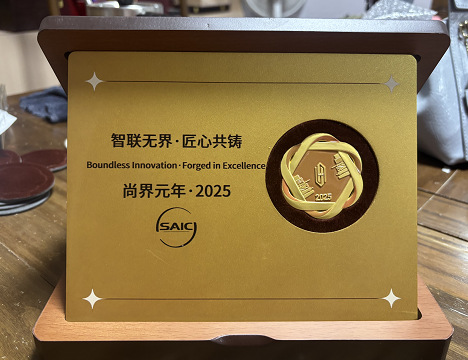 智联无界·匠心共铸
Boundless Innovation·Forged in Excellence
尚界元年·2025
SAIC
2025